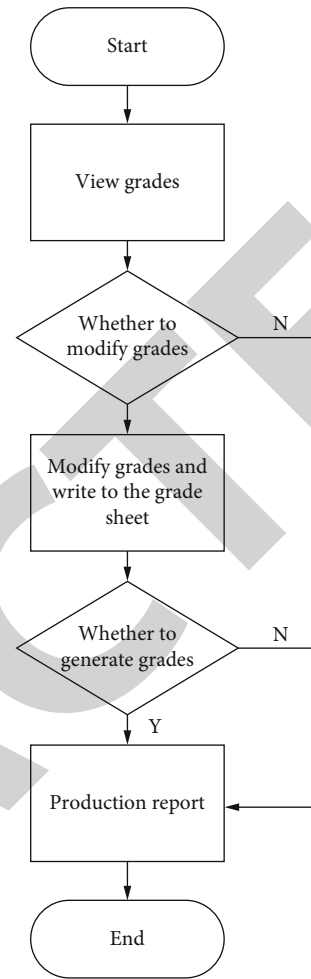 Start
View grades
Whether to
modify grades
N
Modify grades and
write to the grade
sheet
Whether to
generate grades
N
Y
Production report
End